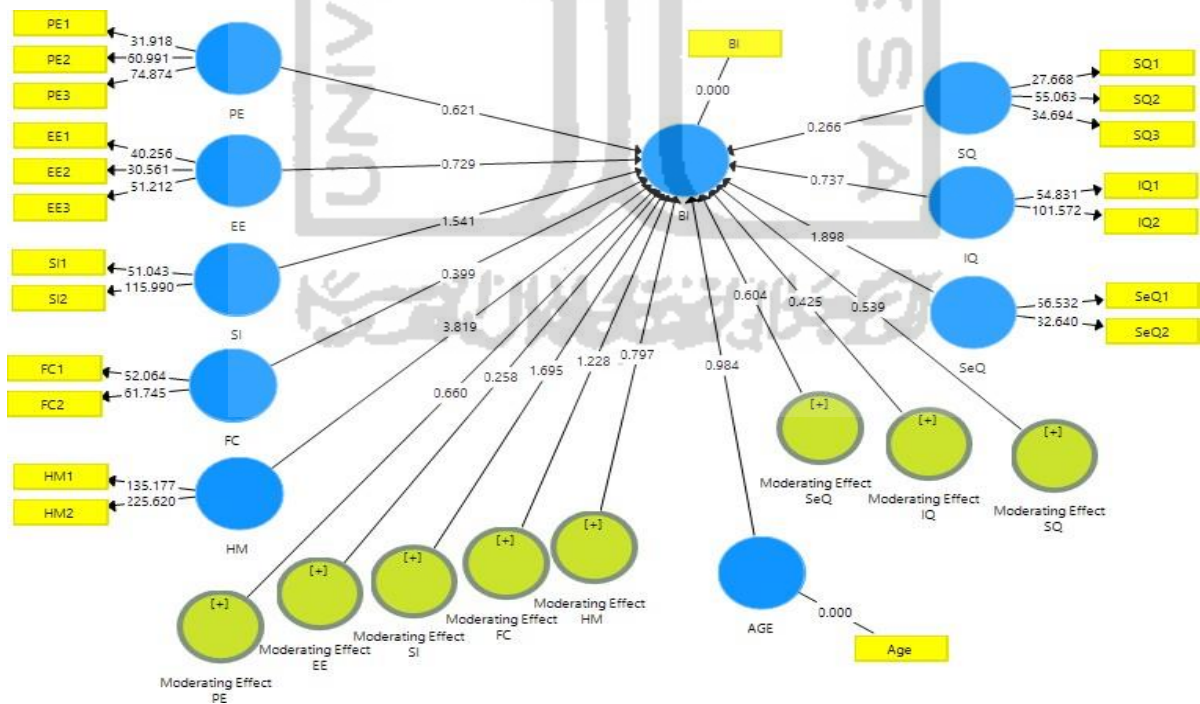 PE1
31.918
PE2
60.991
PE3
74.874
PE
0.621
EE1
40.256
EE2
30.561
EE3
51.212
EE
0.729
SI1
51.043
SI2
115.990
SI
1.541
FC1
52.064
FC2
61.745
FC
0.399
HM1
135.177
HM2
225.620
HM
3.819
BI
0.000
BI
SQ1
27.668
SQ2
55.063
SQ3
34.694
SQ
0.266
IQ1
54.831
IQ2
101.572
IQ
0.737
SeQ1
56.532
SeQ2
32.640
SeQ
1.898
0.660
0.258
1.695
1.228
0.797
0.984
0.604
0.425
0.539
[+]
Moderating Effect
PE
[+]
Moderating Effect
EE
[+]
Moderating Effect
SI
[+]
Moderating Effect
FC
[+]
Moderating Effect
HM
[+]
Moderating Effect
SeQ
[+]
Moderating Effect
IQ
[+]
Moderating Effect
SQ
AGE
0.000
Age
UNIV
ESIA